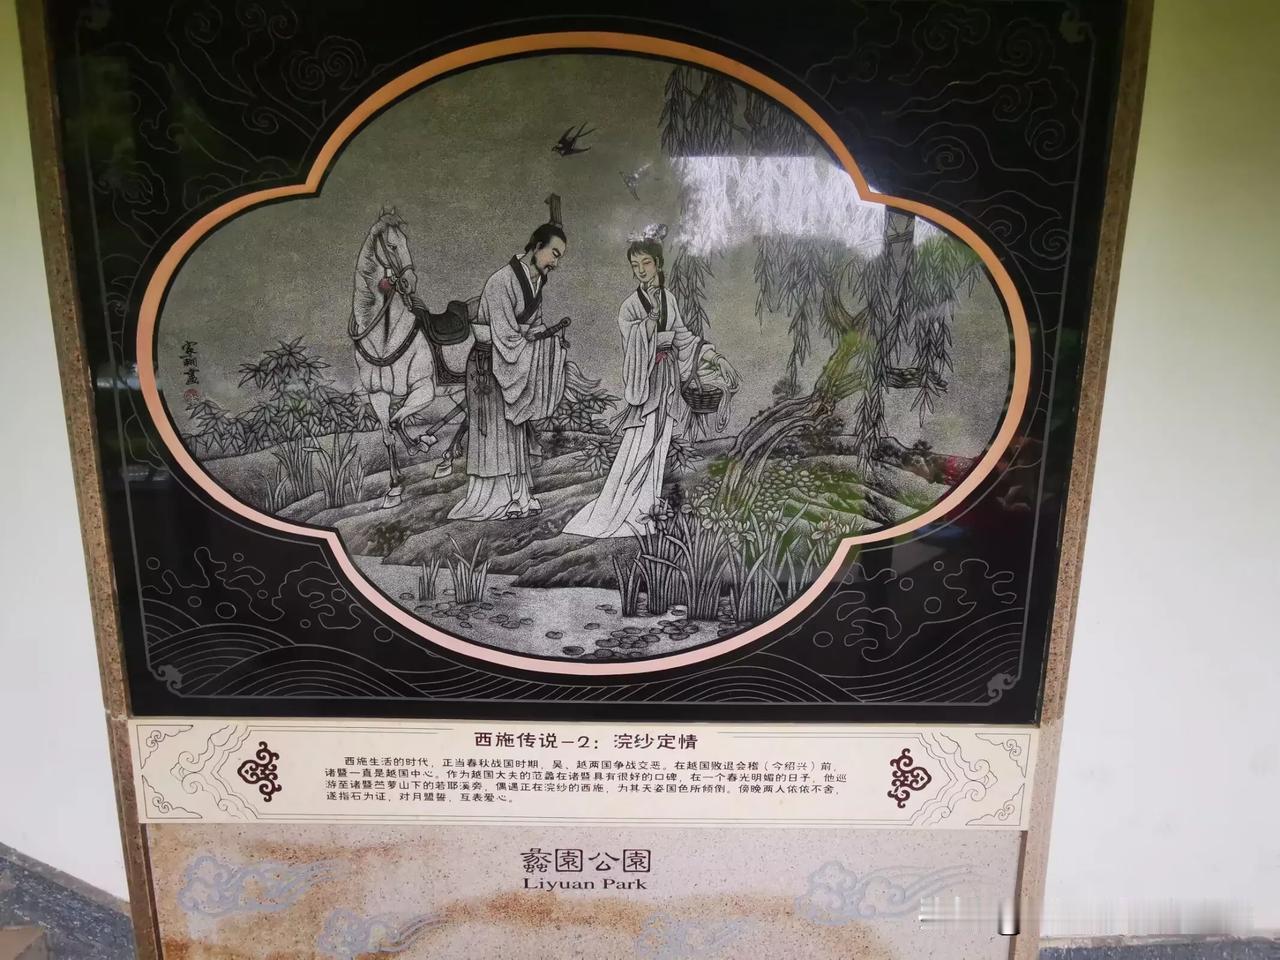 西施传说-2：浣纱定情
西施生活的时代，正当春秋战国时期，吴、越两国争战交恶。在越国败退会稽（今绍兴）前，
诸暨一直是越国中心。作为越国大夫的范蠡在诸暨具有很好的口碑，在一个春光明媚的日子，他巡
游至诸暨苎萝山下的若耶溪旁，偶遇正在浣纱的西施，为其天姿国色所倾倒。傍晚两人依依不舍，
遂指石为证，对月盟誓，互表爱心。
蠡園公園
Liyuan Park